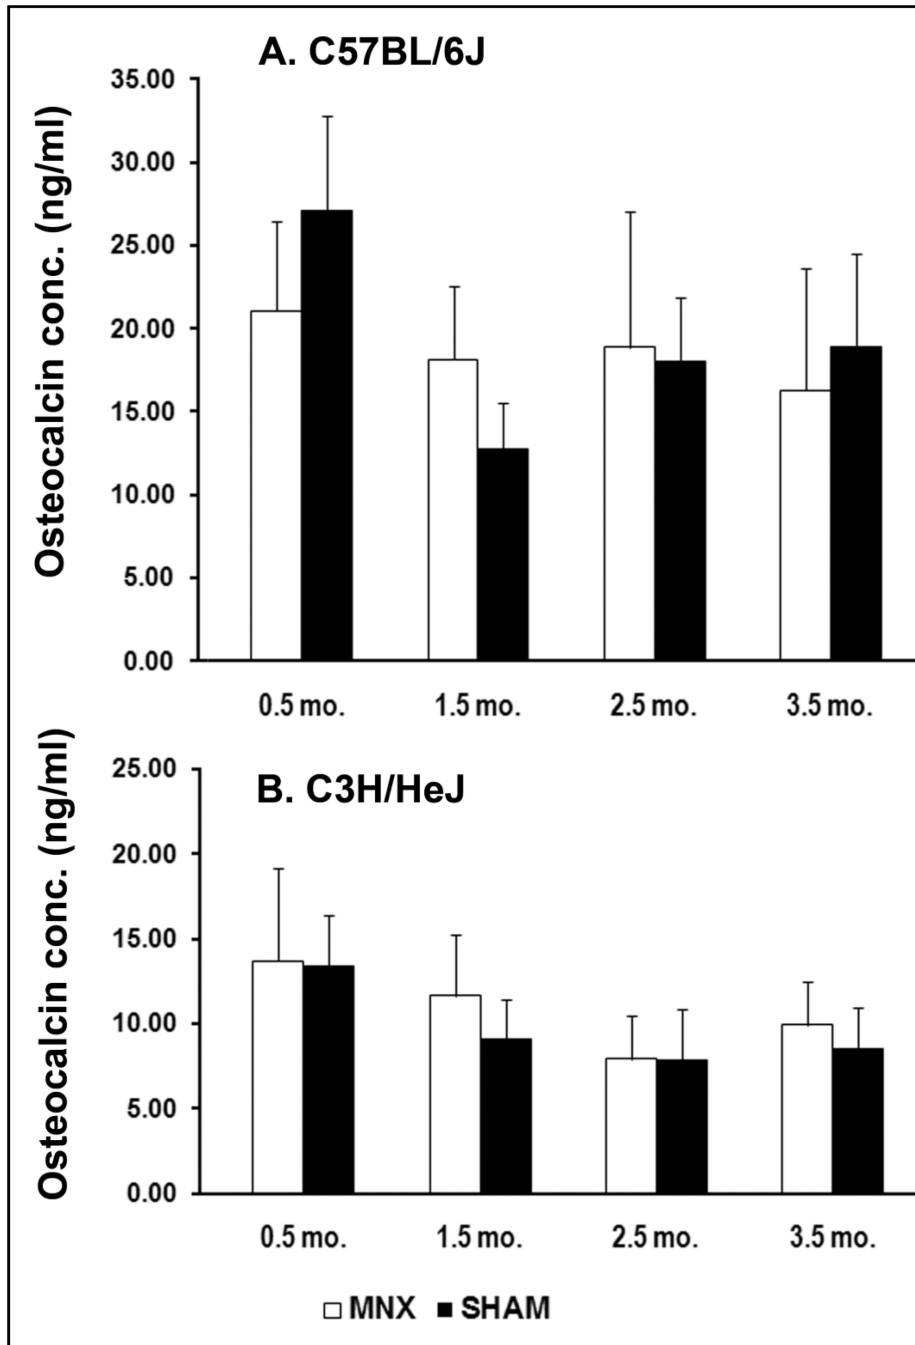 A. C57BL/6J
Osteocalcin conc. (ng/ml)
35.00
30.00
25.00
20.00
15.00
10.00
5.00
0.00
0.5 mo. 1.5 mo. 2.5 mo. 3.5 mo.
B. C3H/HeJ
Osteocalcin conc. (ng/ml)
25.00
20.00
15.00
10.00
5.00
0.00
0.5 mo. 1.5 mo. 2.5 mo. 3.5 mo.
MNX SHAM